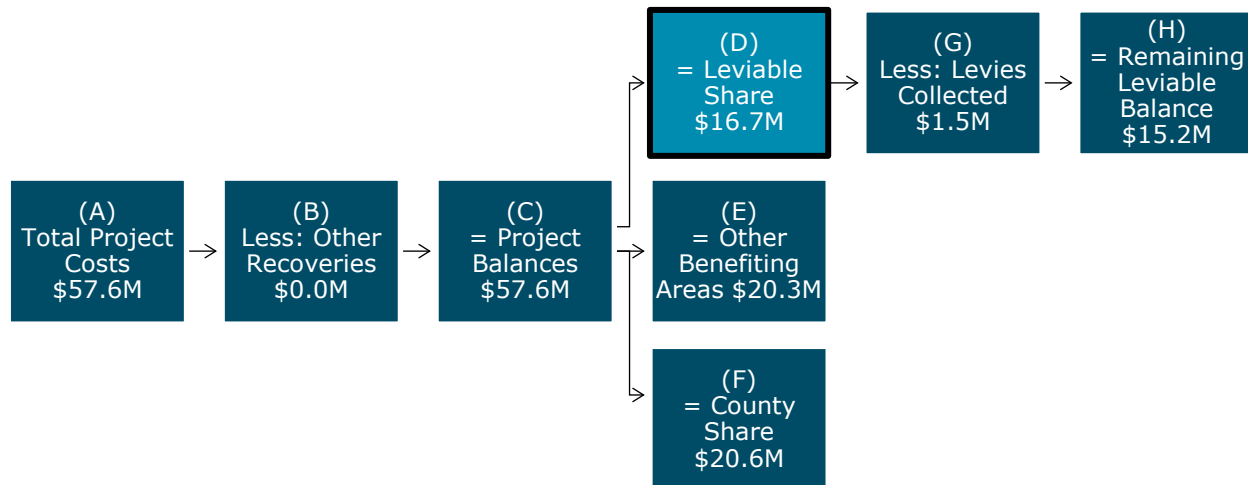 (A)
Total Project
Costs
$57.6M
(B)
Less: Other
Recoveries
$0.0M
(C)
= Project
Balances
$57.6M
(D)
= Leviable
Share
$16.7M
(G)
Less: Levies
Collected
$1.5M
(H)
= Remaining
Leviable
Balance
$15.2M
(E)
= Other
Benefiting
Areas $20.3M
(F)
= County
Share
$20.6M